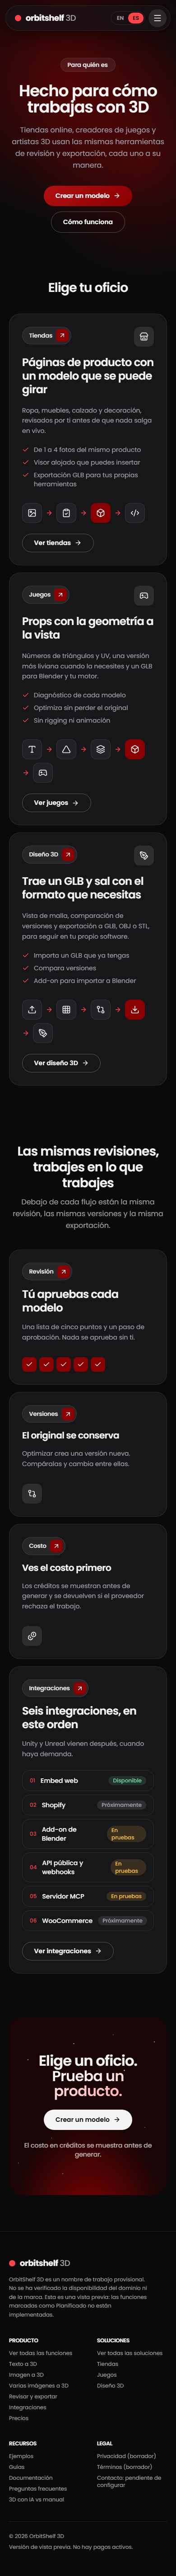 orbitshelf 3D
EN ES
Para quién es
Hecho para cómo
trabajas con 3D
Tiendas online, creadores de juegos y
artistas 3D usan las mismas herramientas
de revisión y exportación, cada uno a su
manera.
Crear un modelo
Cómo funciona
Elige tu oficio
Tiendas
Páginas de producto con
un modelo que se puede
girar
Ropa, muebles, calzado y decoración,
revisados por ti antes de que nada salga
en vivo.
De 1 a 4 fotos del mismo producto
Visor alojado que puedes insertar
Exportación GLB para tus propias
herramientas
Ver tiendas
Juegos
Props con la geometría a
la vista
Números de triángulos y UV, una versión
más liviana cuando la necesites y un GLB
para Blender y tu motor.
Diagnóstico de cada modelo
Optimiza sin perder el original
Sin rigging ni animación
Ver juegos
Diseño 3D
Trae un GLB y sal con el
formato que necesitas
Vista de malla, comparación de
versiones y exportación a GLB, OBJ o STL,
para seguir en tu propio software.
Importa un GLB que ya tengas
Compara versiones
Add-on para importar a Blender
Ver diseño 3D
Las mismas revisiones,
trabajes en lo que
trabajes
Debajo de cada flujo están la misma
revisión, las mismas versiones y la misma
exportación.
Revisión
Tú apruebas cada
modelo
Una lista de cinco puntos y un paso de
aprobación. Nada se aprueba sin ti.
Versiones
El original se conserva
Optimizar crea una versión nueva.
Compáralas y cambia entre ellas.
Costo
Ves el costo primero
Los créditos se muestran antes de
generar y se devuelven si el proveedor
rechaza el trabajo.
Integraciones
Seis integraciones, en
este orden
Unity y Unreal vienen después, cuando
haya demanda.
01 Embed web Disponible
02 Shopify Próximamente
03 Add-on de
Blender
En
pruebas
04 API pública y
webhooks
En
pruebas
05 Servidor MCP En pruebas
06 WooCommerce Próximamente
Ver integraciones
Elige un oficio.
Prueba un
producto.
Crear un modelo
El costo en créditos se muestra antes de
generar.
orbitshelf 3D
OrbitShelf 3D es un nombre de trabajo provisional.
No se ha verificado la disponibilidad del dominio ni
de la marca. Esta es una vista previa: las funciones
marcadas como Planificado no están
implementadas.
PRODUCTO
Ver todas las funciones
Texto a 3D
Imagen a 3D
Varias imágenes a 3D
Revisar y exportar
Integraciones
Precios
SOLUCIONES
Ver todas las soluciones
Tiendas
Juegos
Diseño 3D
RECURSOS
Ejemplos
Guías
Documentación
Preguntas frecuentes
3D con IA vs manual
LEGAL
Privacidad (borrador)
Términos (borrador)
Contacto: pendiente de
configurar
© 2026 OrbitShelf 3D
Versión de vista previa. No hay pagos activos.